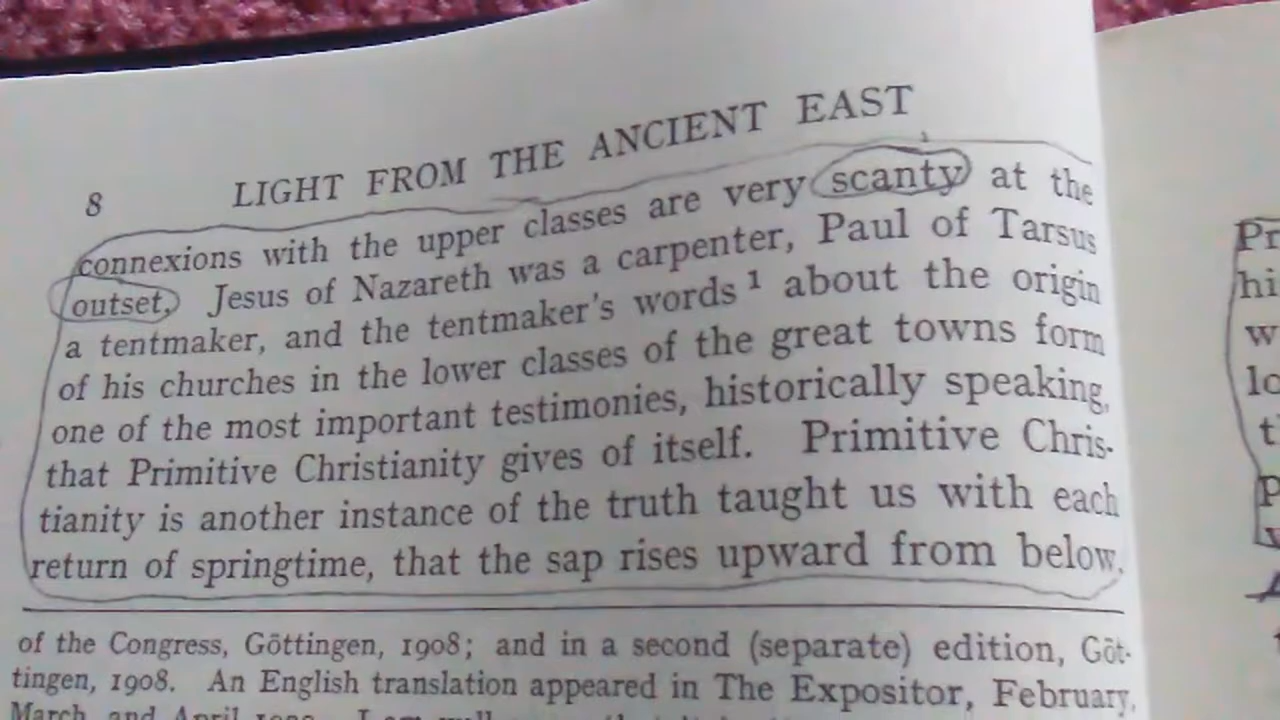 8 LIGHT FROM THE ANCIENT EAST
connexions with the upper classes are very scanty at the
outset. Jesus of Nazareth was a carpenter, Paul of Tarsus
a tentmaker, and the tentmaker's words¹ about the origin
of his churches in the lower classes of the great towns form
one of the most important testimonies, historically speaking,
that Primitive Christianity gives of itself. Primitive Chris-
tianity is another instance of the truth taught us with each
return of springtime, that the sap rises upward from below.
of the Congress, Göttingen, 1908; and in a second (separate) edition, Göt-
tingen, 1908. An English translation appeared in The Expositor, February,
March, and April